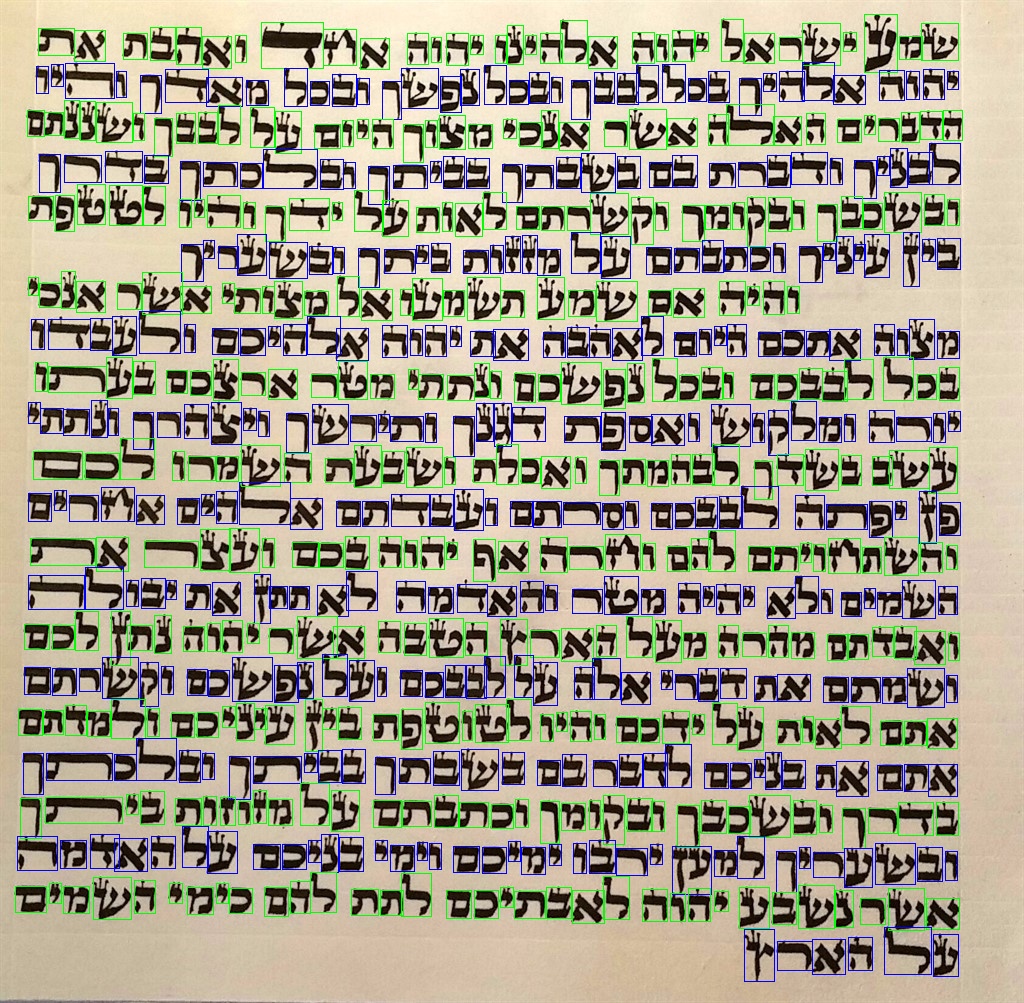 שמע ישראל יהוה אלהינו יהוה אחד ואהבת את
יהוה אלהיך בכל לבבך ובכל נפשך ובכל מאדך והיו
הדברים האלה אשר אנכי מצוך היום על לבבך ושננתם
לבניך ודברת בם בשבתך בביתך ובלכתך בדרך
ובשכבך ובקומך וקשרתם לאות על ידך והיו לטטפת
בין עיניך וכתבתם על מזזות ביתך ובשעריך
והיה אם שמע תשמעו אל מצותי אשר אנכי
מצוה אתכם היום לאהבה את יהוה אלהיכם ולעבדו
בכל לבבכם ובכל נפשכם ונתתי מטר ארצכם בעתו
יורה ומלקוש ואספת דגנך ותירשך ויצהרך ונתתי
עשב בשדך לבהמתך ואכלת ושבעת השמרו לכם
פן יפתה לבבכם וסרתם ועבדתם אלהים אחרים
והשתחויתם להם וחרה אף יהוה בכם ועצר את
השמים ולא יהיה מטר והאדמה לא תתן את יבולה
ואבדתם מהרה מעל הארץ הטבה אשר יהוה נתן לכם
ושמתם את דברי אלה על לבבכם ועל נפשכם וקשרתם
אתם לאות על ידכם והיו לטוטפת בין עיניכם ולמדתם
אתם את בניכם לדבר בם בשבתך בביתך ובלכתך
בדרך ובשכבך ובקומך וכתבתם על מזוזות ביתך
ובשעריך למען ירבו ימיכם וימי בניכם על האדמה
אשר נשבע יהוה לאבתיכם לתת להם כימי השמים
על הארץ